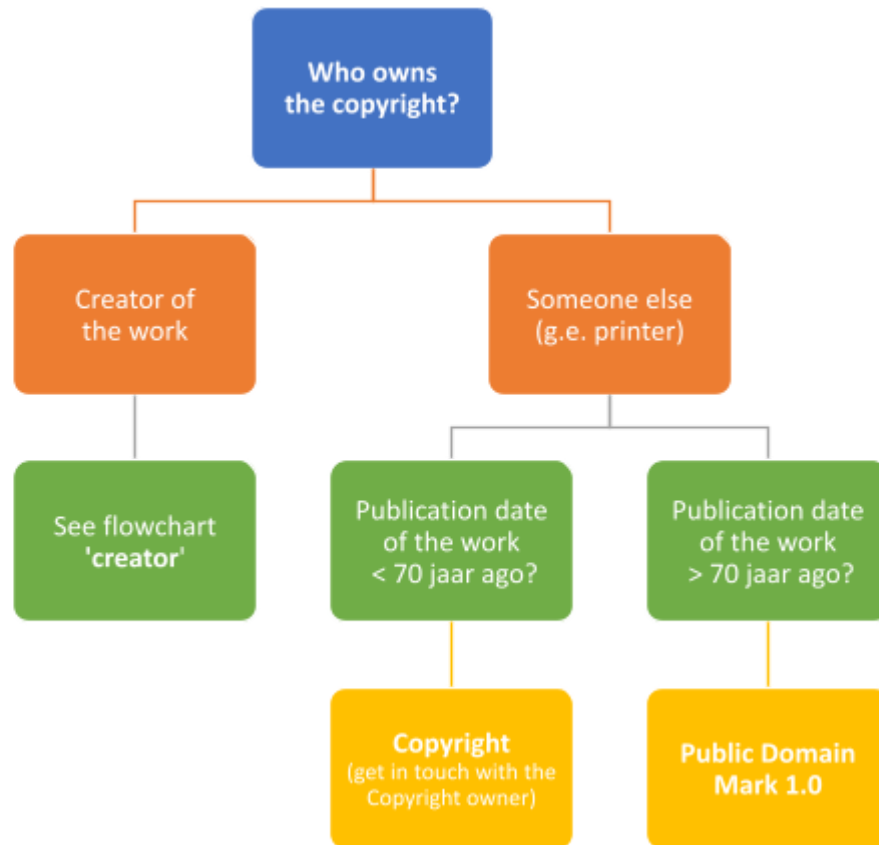 Who owns
the copyright?
Creator of
the work
Someone else
(g.e. printer)
See flowchart
'creator'
Publication date
of the work
< 70 jaar ago?
Publication date
of the work
> 70 jaar ago?
Copyright
(get in touch with the
Copyright owner)
Public Domain
Mark 1.0